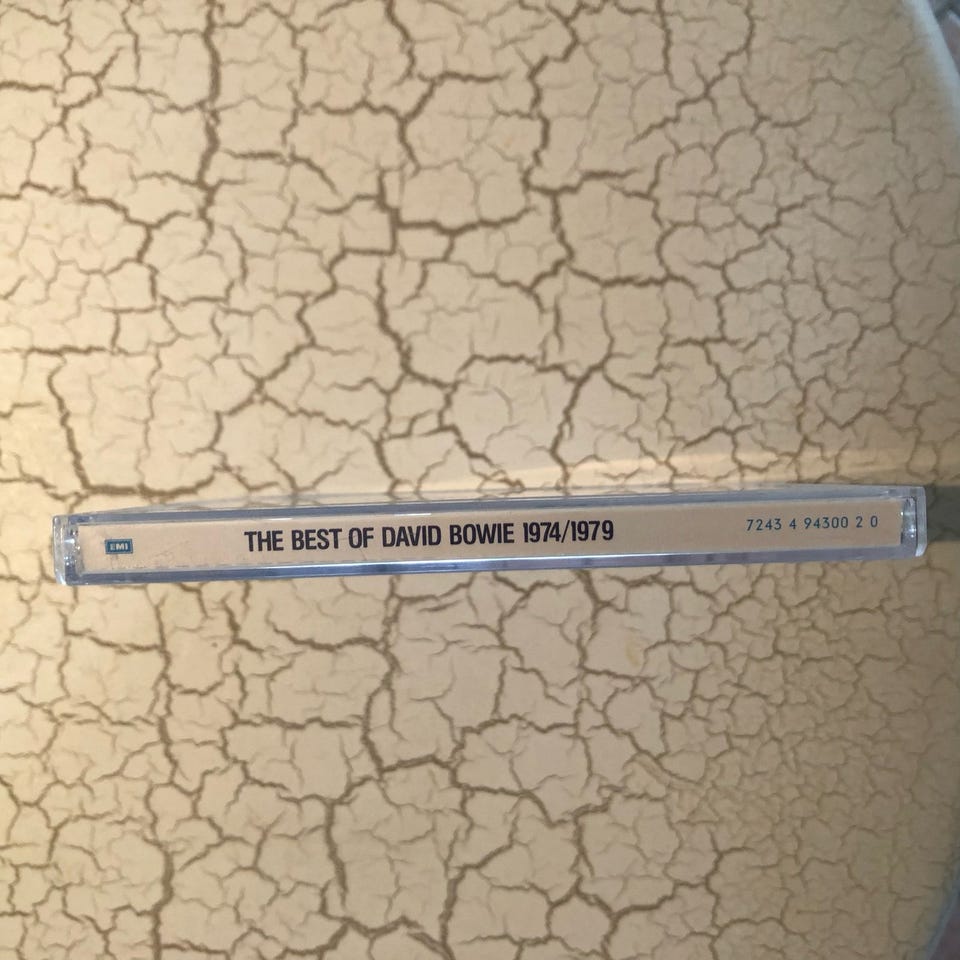 EMI
THE BEST OF DAVID BOWIE 1974/1979
7243 4 94300 2 0